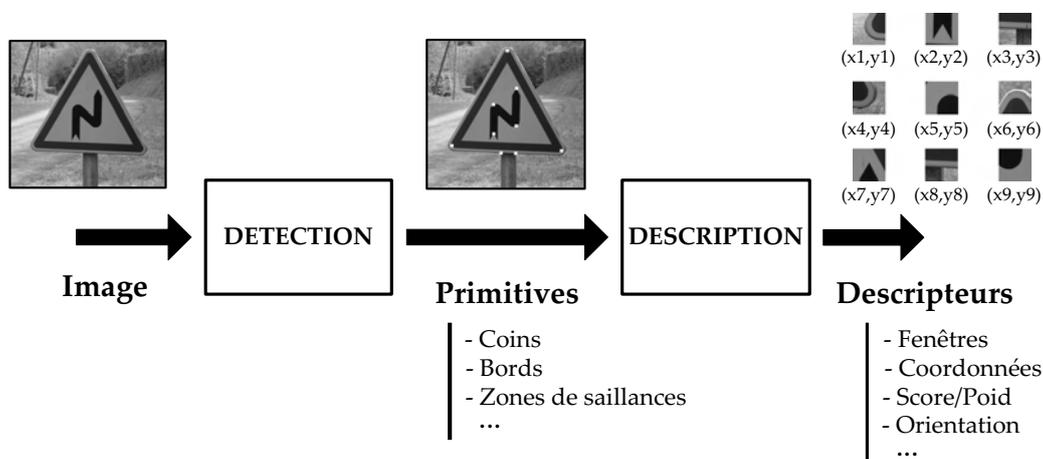 (x1,y1) (x2,y2) (x3,y3)
(x4,y4) (x5,y5) (x6,y6)
(x7,y7) (x8,y8) (x9,y9)
DETECTION
DESCRIPTION
Image
Primitives
- Coins
- Bords
- Zones de saillances
...
Descripteurs
- Fenêtres
- Coordonnées
- Score/Poid
- Orientation
...